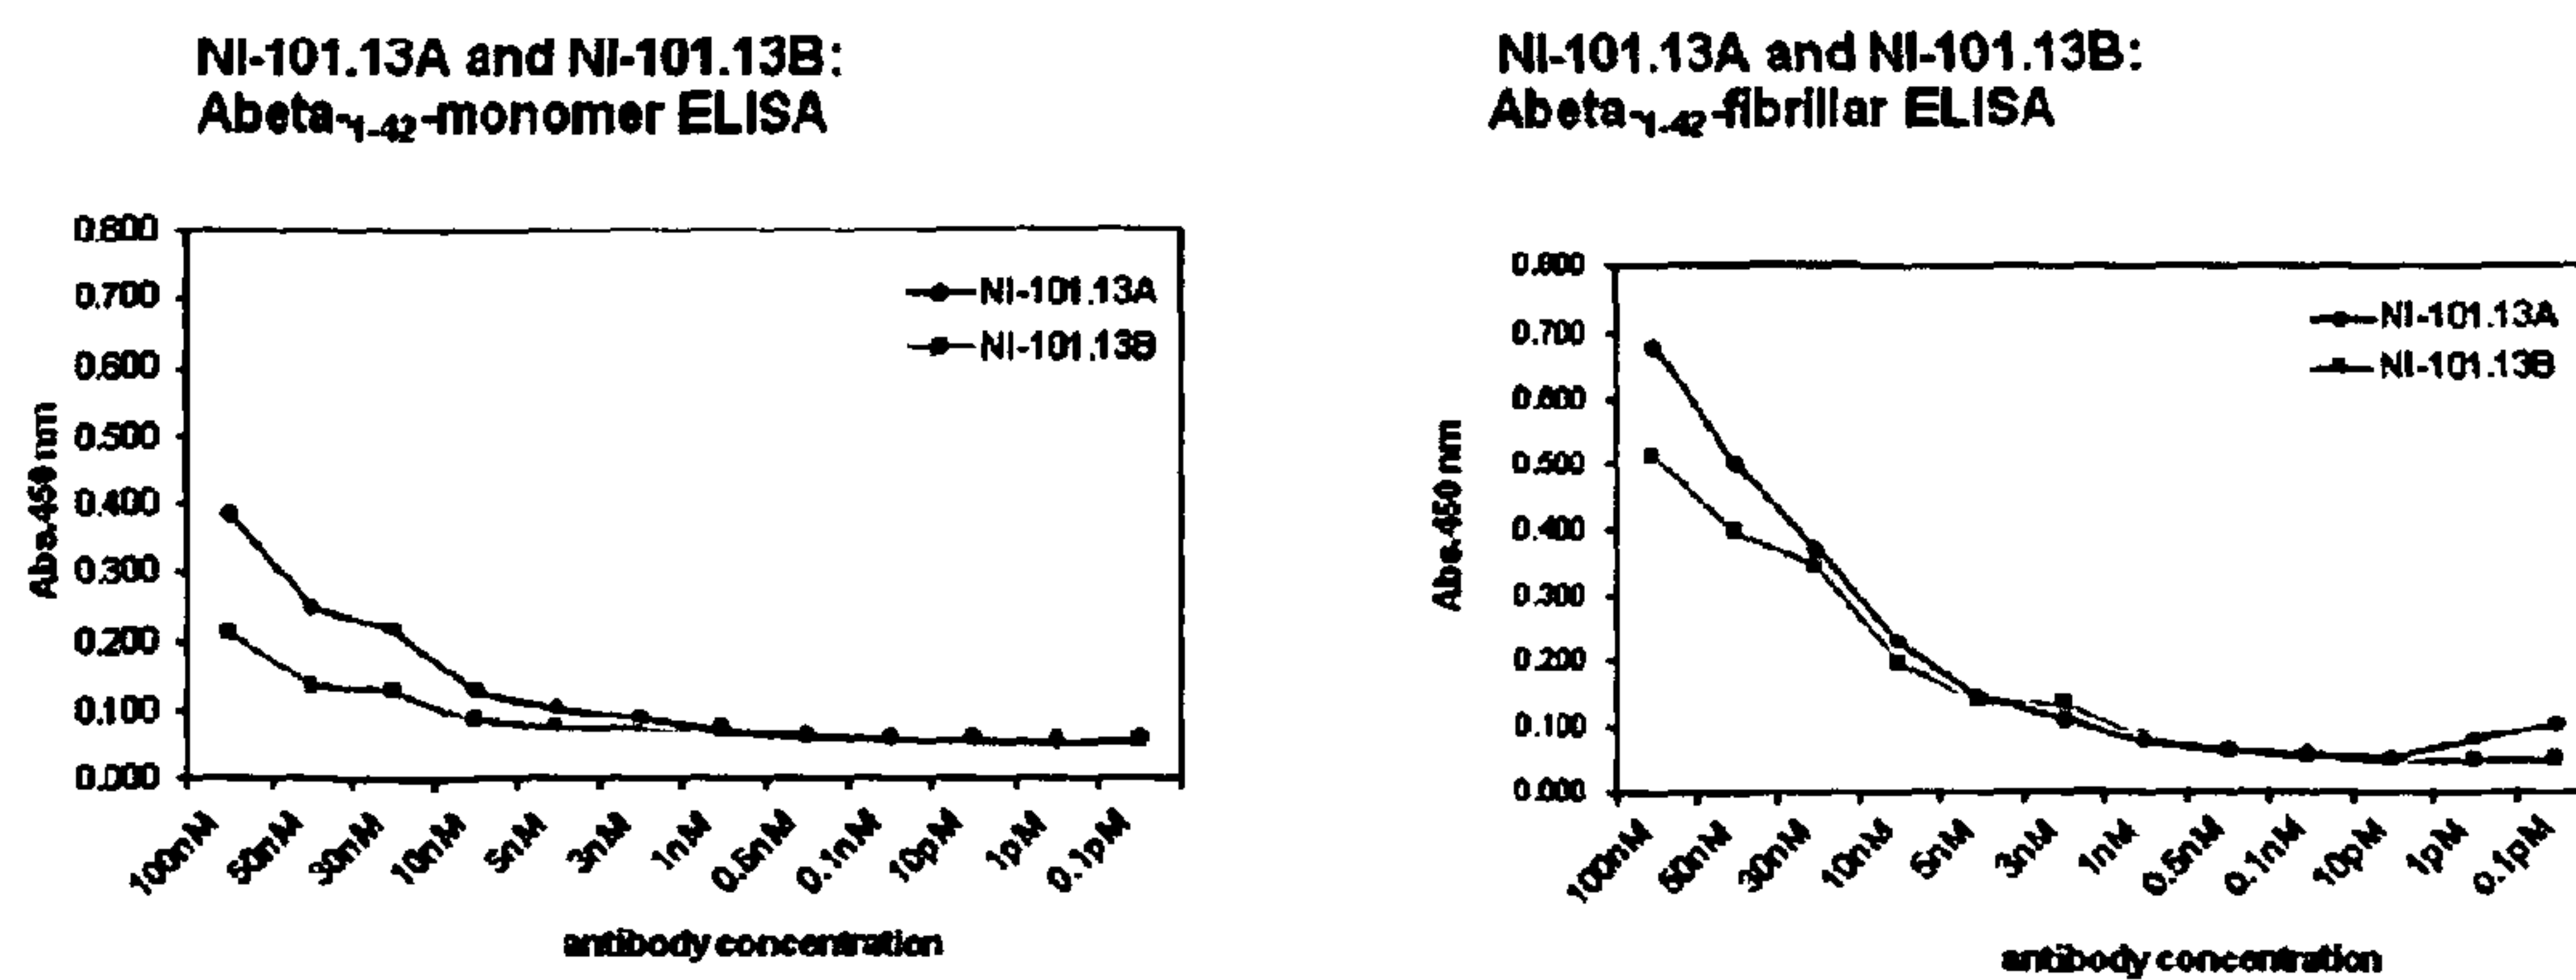 NI-101.13A and NI-101.13B:
Abeta-1-42-monomer ELISA
0.800
0.700
0.600
0.500
0.400
0.300
0.200
0.100
0.000
Abs.450 nm
NI-101.13A
NI-101.13B
100nM
50nM
30nM
10nM
5nM
3nM
1nM
0.5nM
0.1nM
10pM
1pM
0.1pM
antibody concentration
NI-101.13A and NI-101.13B:
Abeta-1-42-fibrillar ELISA
0.800
0.700
0.600
0.500
0.400
0.300
0.200
0.100
0.000
Abs.450 nm
NI-101.13A
NI-101.13B
100nM
50nM
30nM
10nM
5nM
3nM
1nM
0.5nM
0.1nM
10pM
1pM
0.1pM
antibody concentration